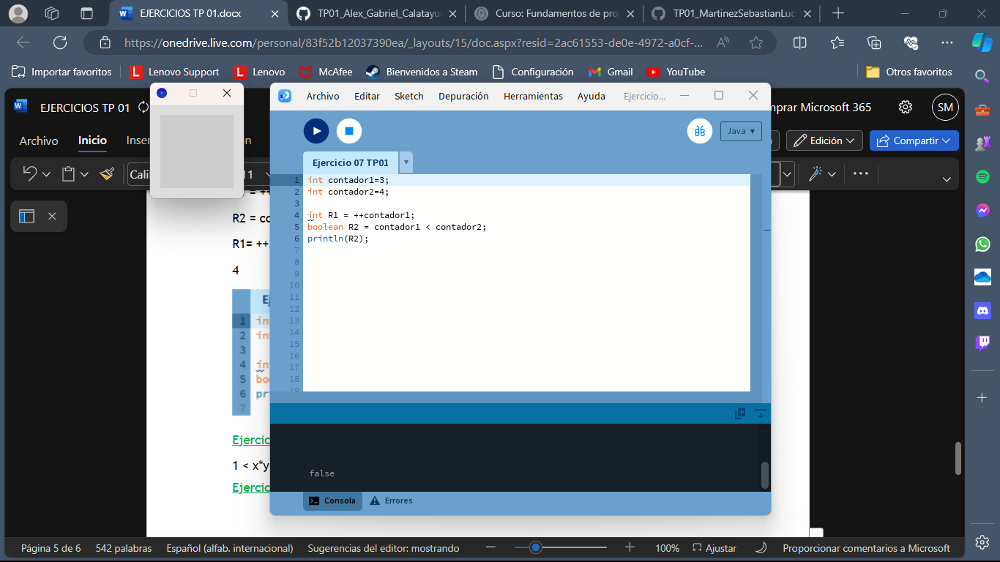 EJERCICIOS TP 01.docx
TP01_Alex_Gabriel_Calatayu
Curso: Fundamentos de pro
TP01_MartinezSebastianLuc
https://onedrive.live.com/personal/83f52b12037390ea/_layouts/15/doc.aspx?resid=2ac61553-de0e-4972-a0cf-...
Importar favoritos
Lenovo Support
Lenovo
McAfee
Bienvenidos a Steam
Configuración
Gmail
YouTube
Otros favoritos
EJERCICIOS TP 01
mprar Microsoft 365
SM
Archivo
Inicio
Inser
ón
Edición
Compartir
Cali
11
R2 = co
R1= ++
4
Ej
1 in
2 in
3
4 in
5 bo
6 pr
7
Ejercic
1 < x*y
Ejercic
Archivo Editar Sketch Depuración Herramientas Ayuda Ejercicio...
Java
Ejercicio 07 TP01
1 int contador1=3;
2 int contador2=4;
3
4 int R1 = ++contador1;
5 boolean R2 = contador1 < contador2;
6 println(R2);
7
8
9
10
11
12
13
14
15
16
17
18
19
false
Consola
Errores
Página 5 de 6
542 palabras
Español (alfab. internacional)
Sugerencias del editor: mostrando
100%
Ajustar
Proporcionar comentarios a Microsoft